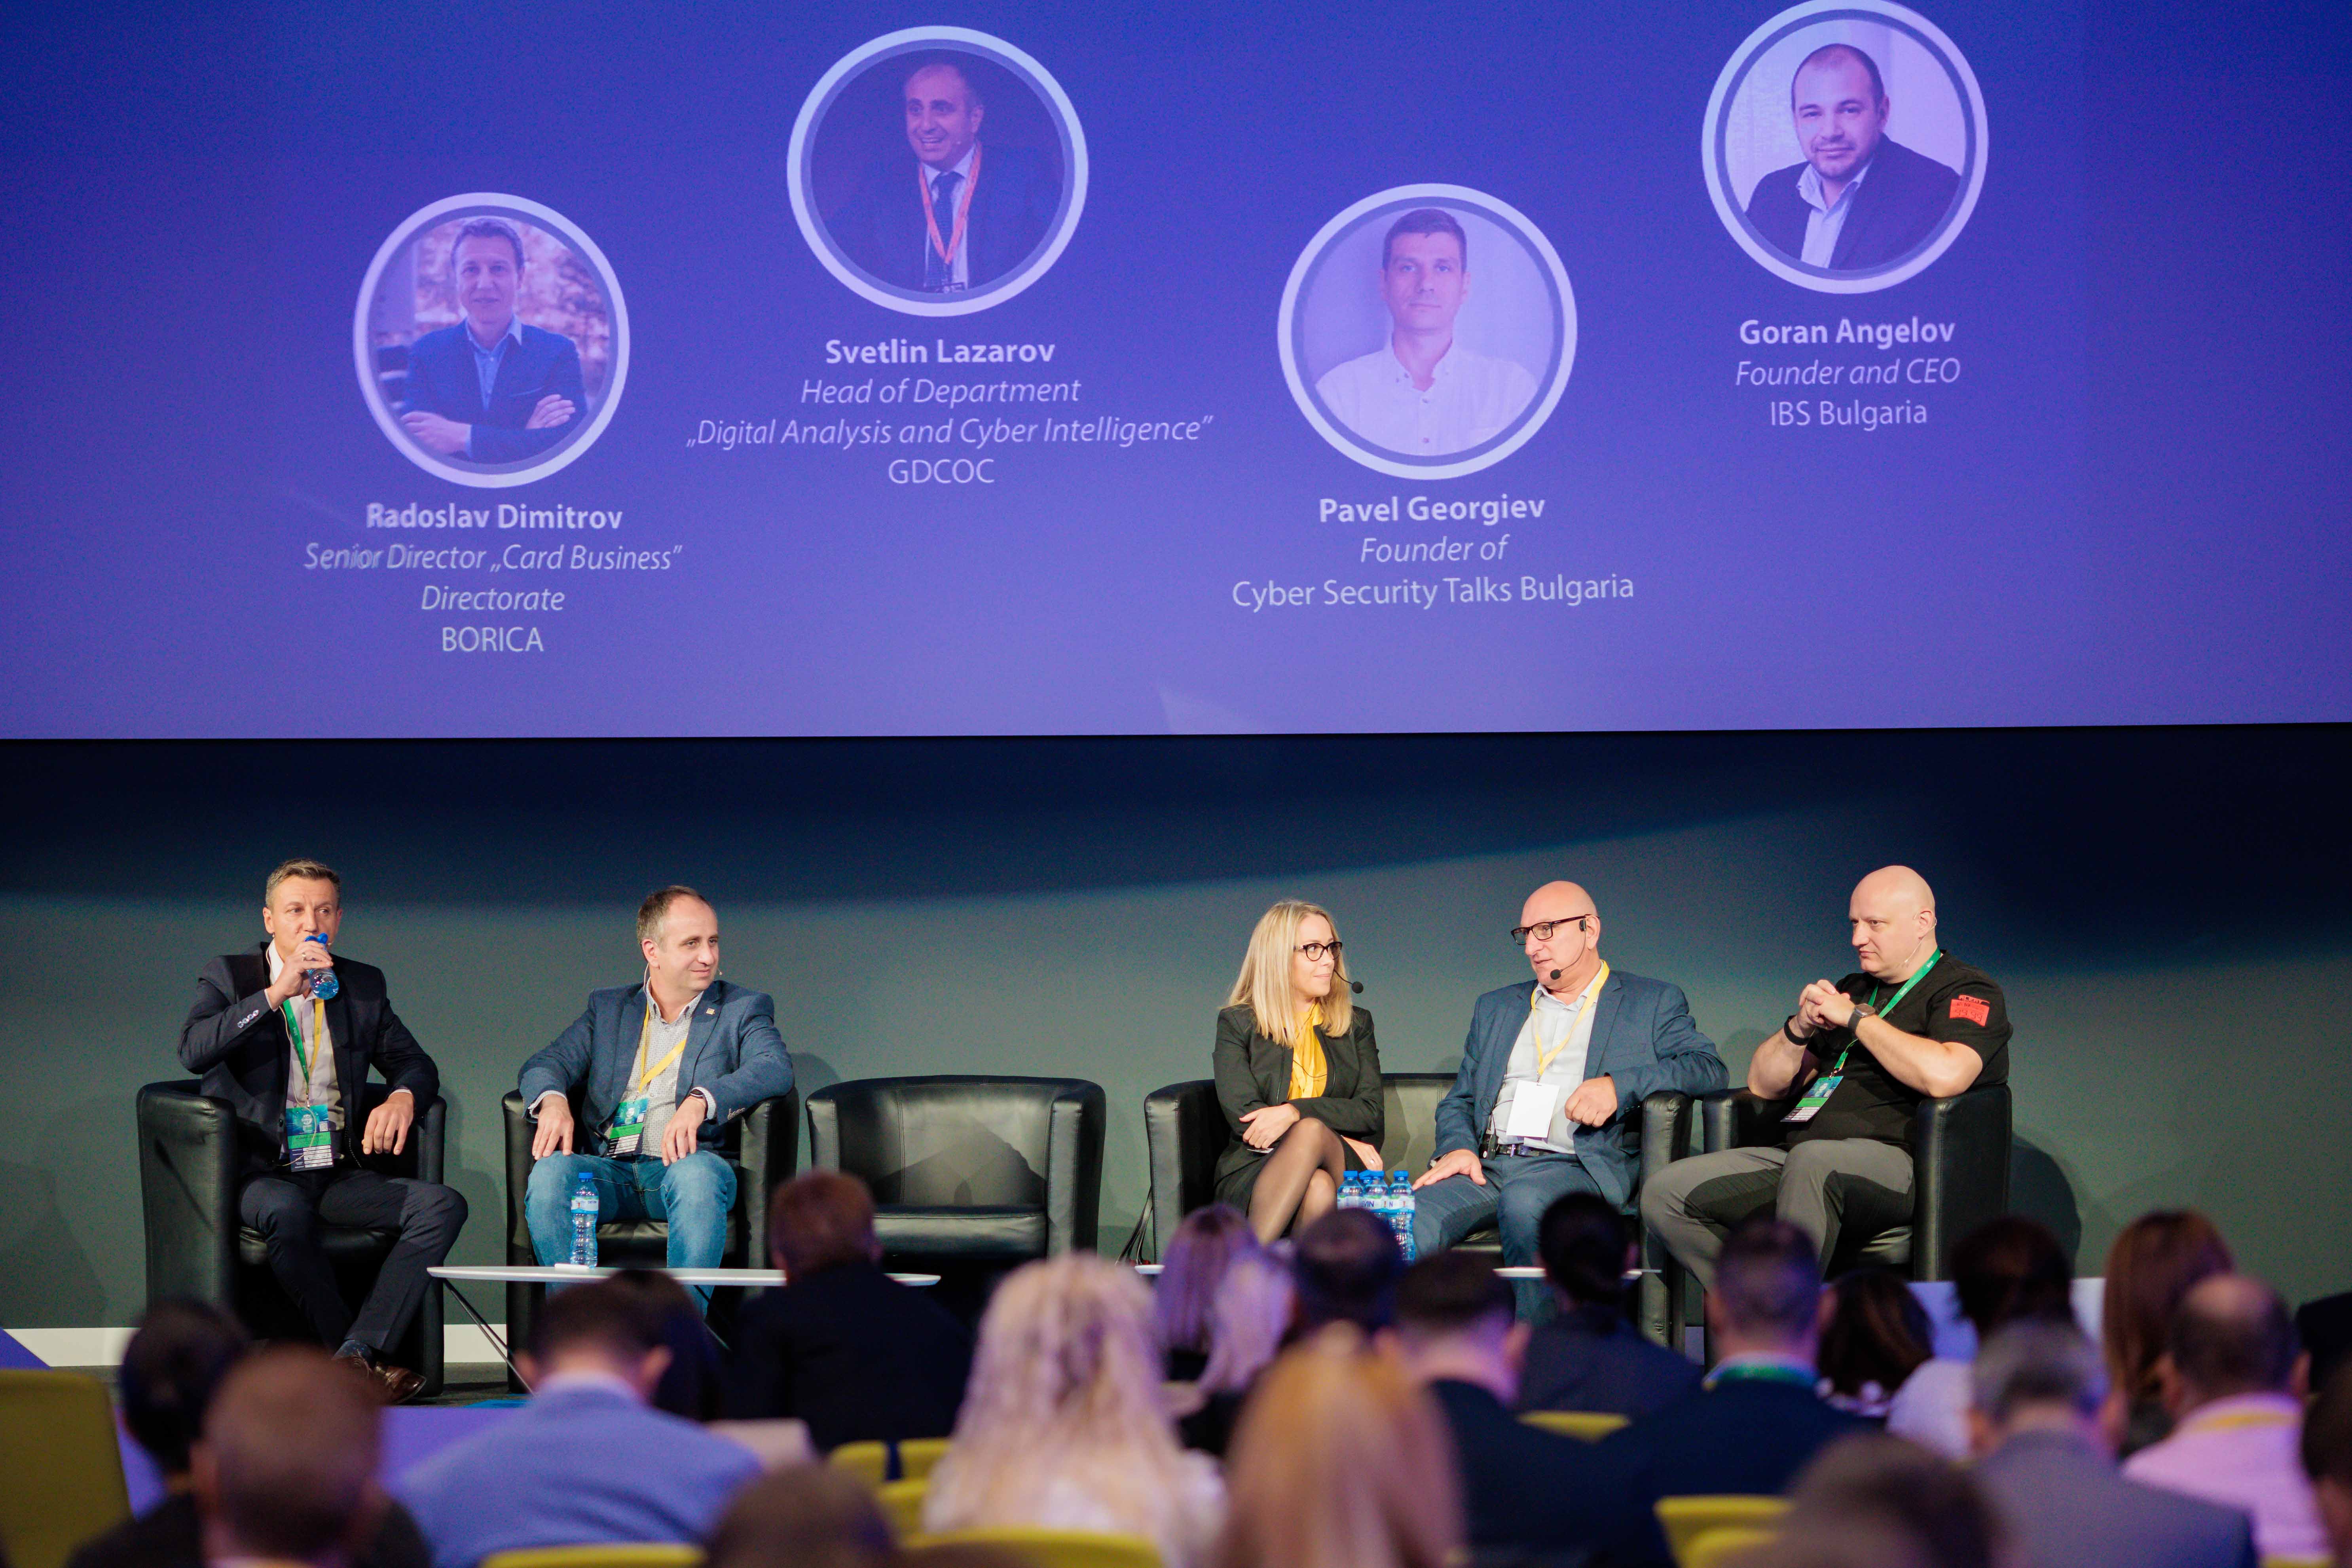 Radoslav Dimitrov
Senior Director „Card Business”
Directorate
BORICA
Svetlin Lazarov
Head of Department
„Digital Analysis and Cyber Intelligence”
GDCOC
Pavel Georgiev
Founder of
Cyber Security Talks Bulgaria
Goran Angelov
Founder and CEO
IBS Bulgaria